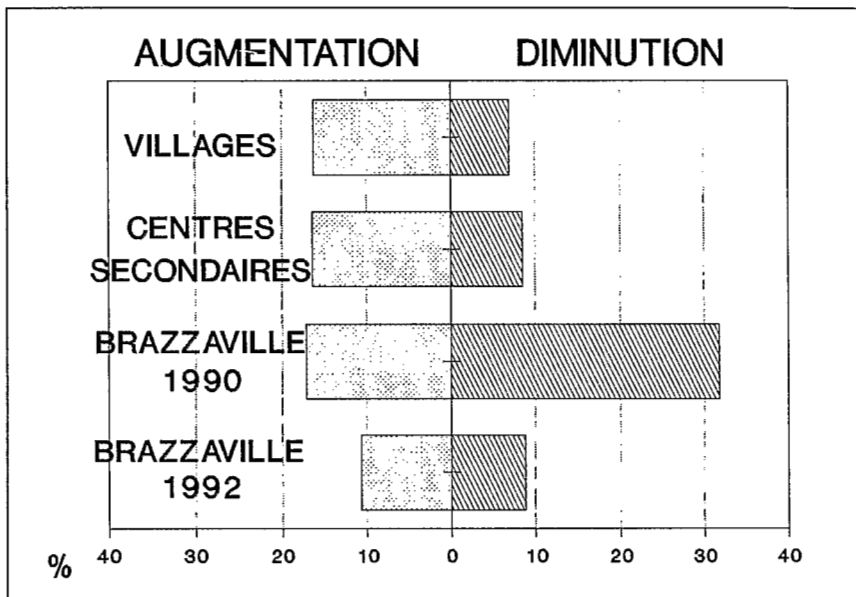 AUGMENTATION DIMINUTION
VILLAGES
CENTRES
SECONDAIRES
BRAZZAVILLE
1990
BRAZZAVILLE
1992
% 40 30 20 10 0 10 20 30 40